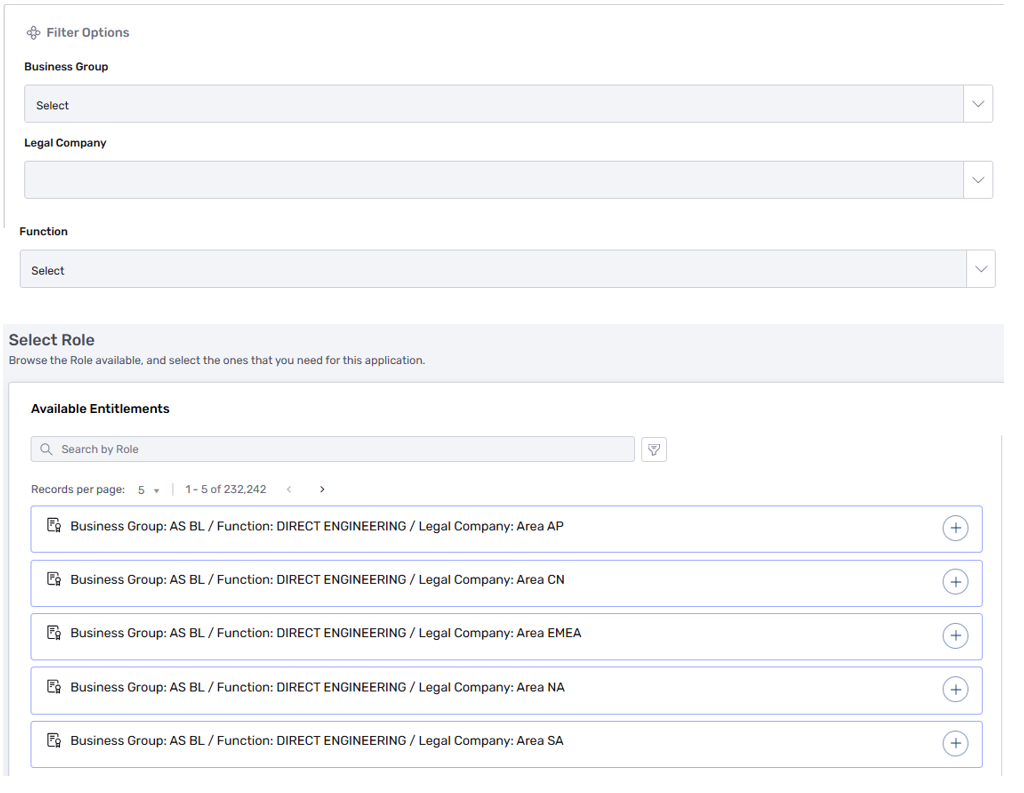 Filter Options
Business Group
Select
Legal Company
Function
Select
Select Role
Browse the Role available, and select the ones that you need for this application.
Available Entitlements
Search by Role
Records per page: 5 1 - 5 of 232,242
Business Group: AS BL / Function: DIRECT ENGINEERING / Legal Company: Area AP
Business Group: AS BL / Function: DIRECT ENGINEERING / Legal Company: Area CN
Business Group: AS BL / Function: DIRECT ENGINEERING / Legal Company: Area EMEA
Business Group: AS BL / Function: DIRECT ENGINEERING / Legal Company: Area NA
Business Group: AS BL / Function: DIRECT ENGINEERING / Legal Company: Area SA